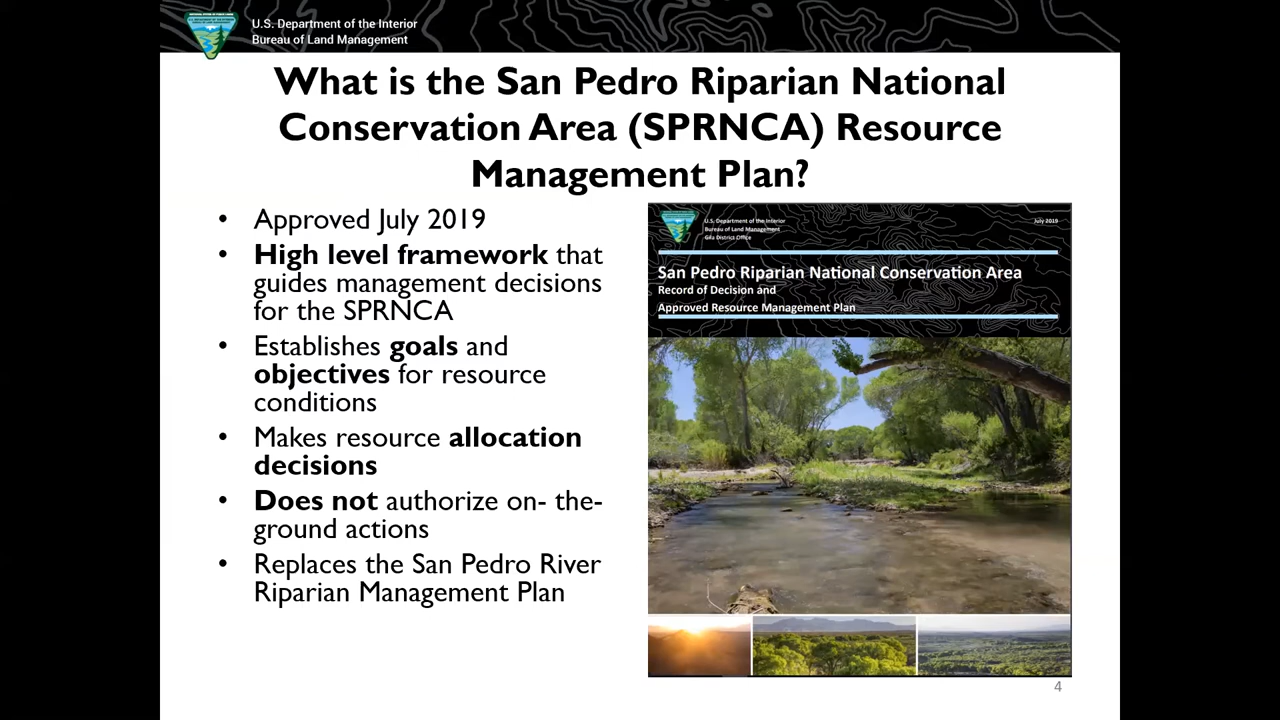 U.S. Department of the Interior
Bureau of Land Management
What is the San Pedro Riparian National
Conservation Area (SPRNCA) Resource
Management Plan?
• Approved July 2019
• High level framework that
guides management decisions
for the SPRNCA
• Establishes goals and
objectives for resource
conditions
• Makes resource allocation
decisions
• Does not authorize on- the-
ground actions
• Replaces the San Pedro River
Riparian Management Plan
U.S. Department of the Interior
Bureau of Land Management
Gila District Office
July 2019
San Pedro Riparian National Conservation Area
Record of Decision and
Approved Resource Management Plan
4